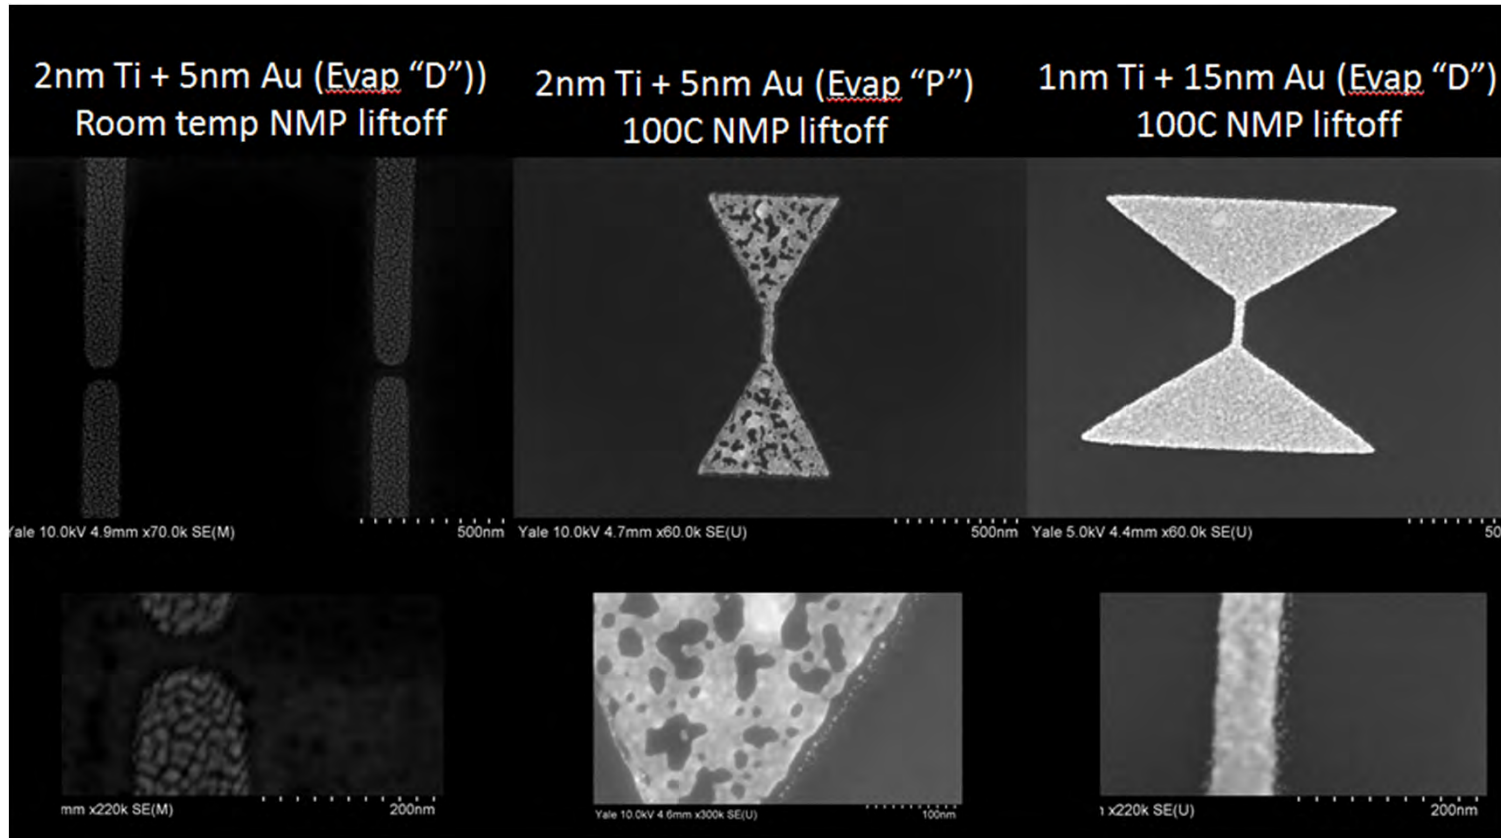 2nm Ti + 5nm Au (Evap “D”))
Room temp NMP liftoff
2nm Ti + 5nm Au (Evap “P”)
100C NMP liftoff
1nm Ti + 15nm Au (Evap “D”)
100C NMP liftoff
Yale 10.0kV 4.9mm x70.0k SE(M)
500nm
Yale 10.0kV 4.7mm x60.0k SE(U)
500nm
Yale 5.0kV 4.4mm x60.0k SE(U)
50
mm x220k SE(M)
200nm
Yale 10.0kV 4.6mm x300k SE(U)
100nm
x220k SE(U)
200nm